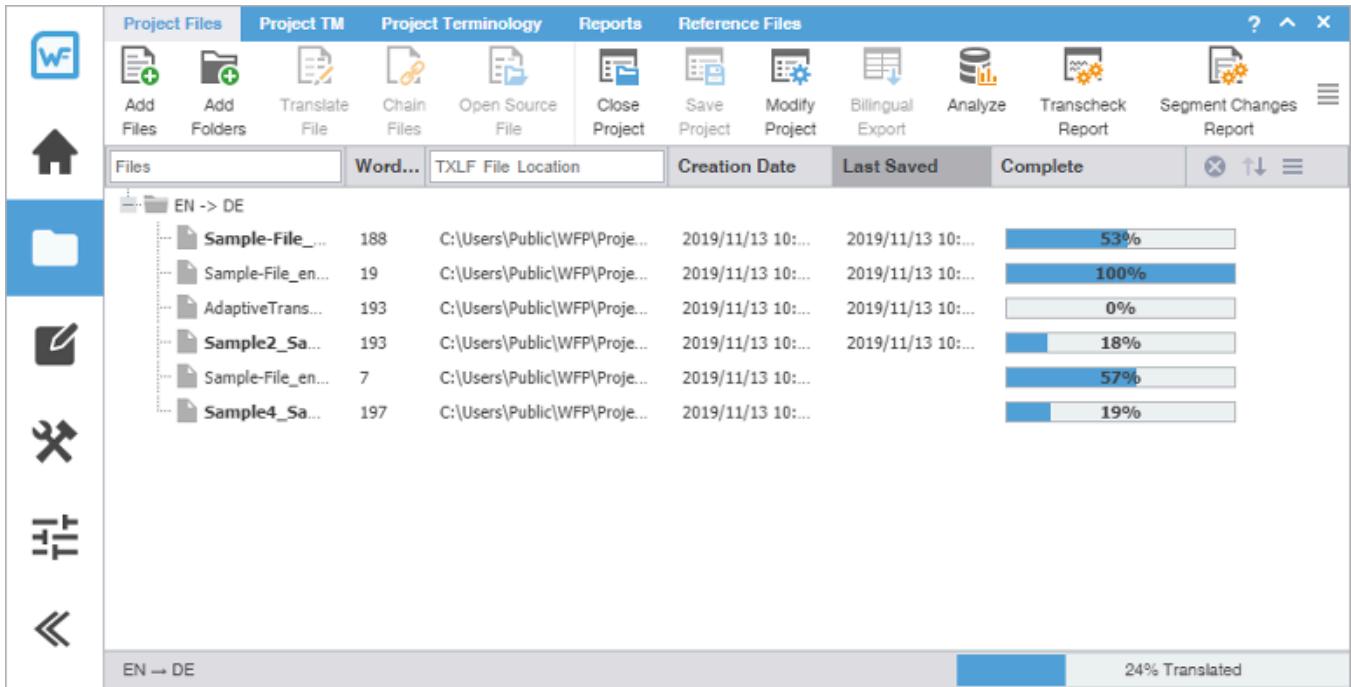 Project Files Project TM Project Terminology Reports Reference Files ?
WF
Add Files Add Folders Translate File Chain Files Open Source File Close Project Save Project Modify Project Bilingual Export Analyze Transcheck Report Segment Changes Report
Files Word... TXLF File Location Creation Date Last Saved Complete
EN -> DE
Sample-File_... 188 C:\Users\Public\WFP\Proje... 2019/11/13 10:... 2019/11/13 10:... 53%
Sample-File_en... 19 C:\Users\Public\WFP\Proje... 2019/11/13 10:... 2019/11/13 10:... 100%
AdaptiveTrans... 193 C:\Users\Public\WFP\Proje... 2019/11/13 10:... 2019/11/13 10:... 0%
Sample2_Sa... 193 C:\Users\Public\WFP\Proje... 2019/11/13 10:... 2019/11/13 10:... 18%
Sample-File_en... 7 C:\Users\Public\WFP\Proje... 2019/11/13 10:... 57%
Sample4_Sa... 197 C:\Users\Public\WFP\Proje... 2019/11/13 10:... 19%
EN → DE 24% Translated